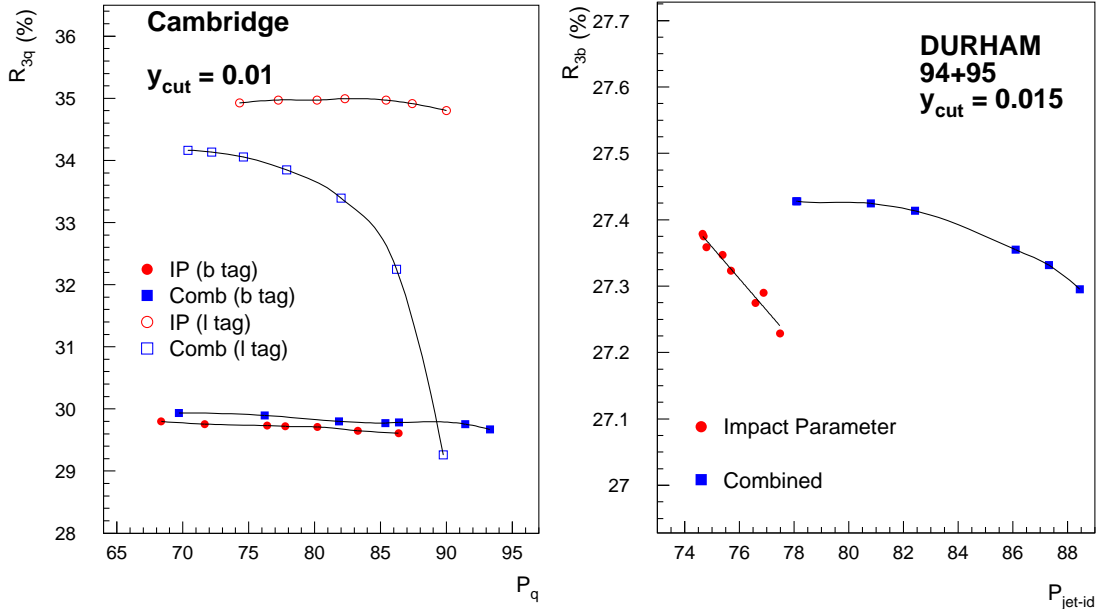 Cambridge
y_cut = 0.01
R_3q (%)
36
35
34
33
32
31
30
29
28
IP (b tag)
Comb (b tag)
IP (l tag)
Comb (l tag)
65 70 75 80 85 90 95
P_q
DURHAM
94+95
y_cut = 0.015
R_3b (%)
27.7
27.6
27.5
27.4
27.3
27.2
27.1
27
Impact Parameter
Combined
74 76 78 80 82 84 86 88
P_jet-id